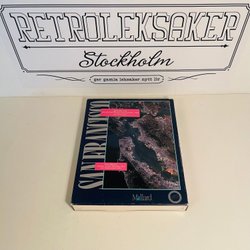 RETROLEKSAKER
Stockholm
ger gamla leksaker nytt liv
SAN FRANCISCO
Mallard